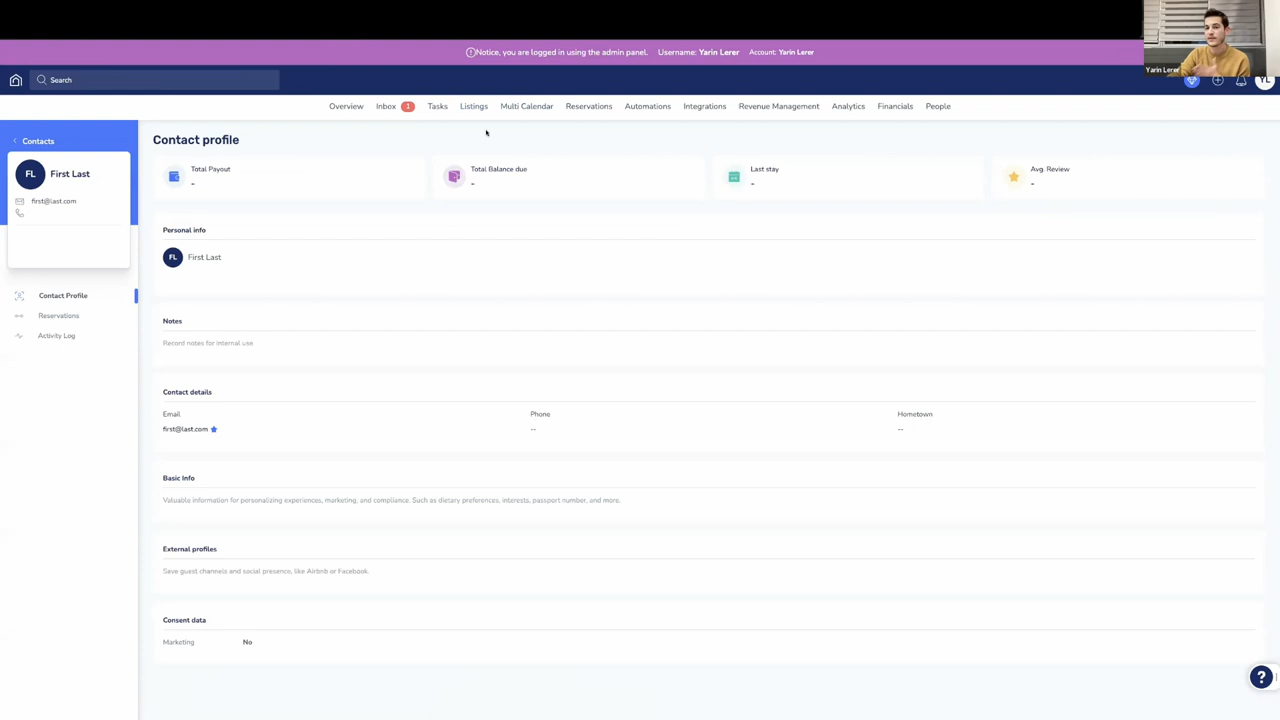 Notice, you are logged in using the admin panel. Username: Yarin Lerer Account: Yarin Lerer
Yarin Lerer
Search
YL
Overview Inbox 1 Tasks Listings Multi Calendar Reservations Automations Integrations Revenue Management Analytics Financials People
Contacts
FL First Last
first@last.com
Contact Profile
Reservations
Activity Log
Contact profile
Total Payout
-
Total Balance due
-
Last stay
-
Avg. Review
-
Personal info
FL First Last
Notes
Record notes for internal use
Contact details
Email Phone Hometown
first@last.com -- --
Basic Info
Valuable information for personalizing experiences, marketing, and compliance. Such as dietary preferences, interests, passport number, and more.
External profiles
Save guest channels and social presence, like Airbnb or Facebook.
Consent data
Marketing No
?